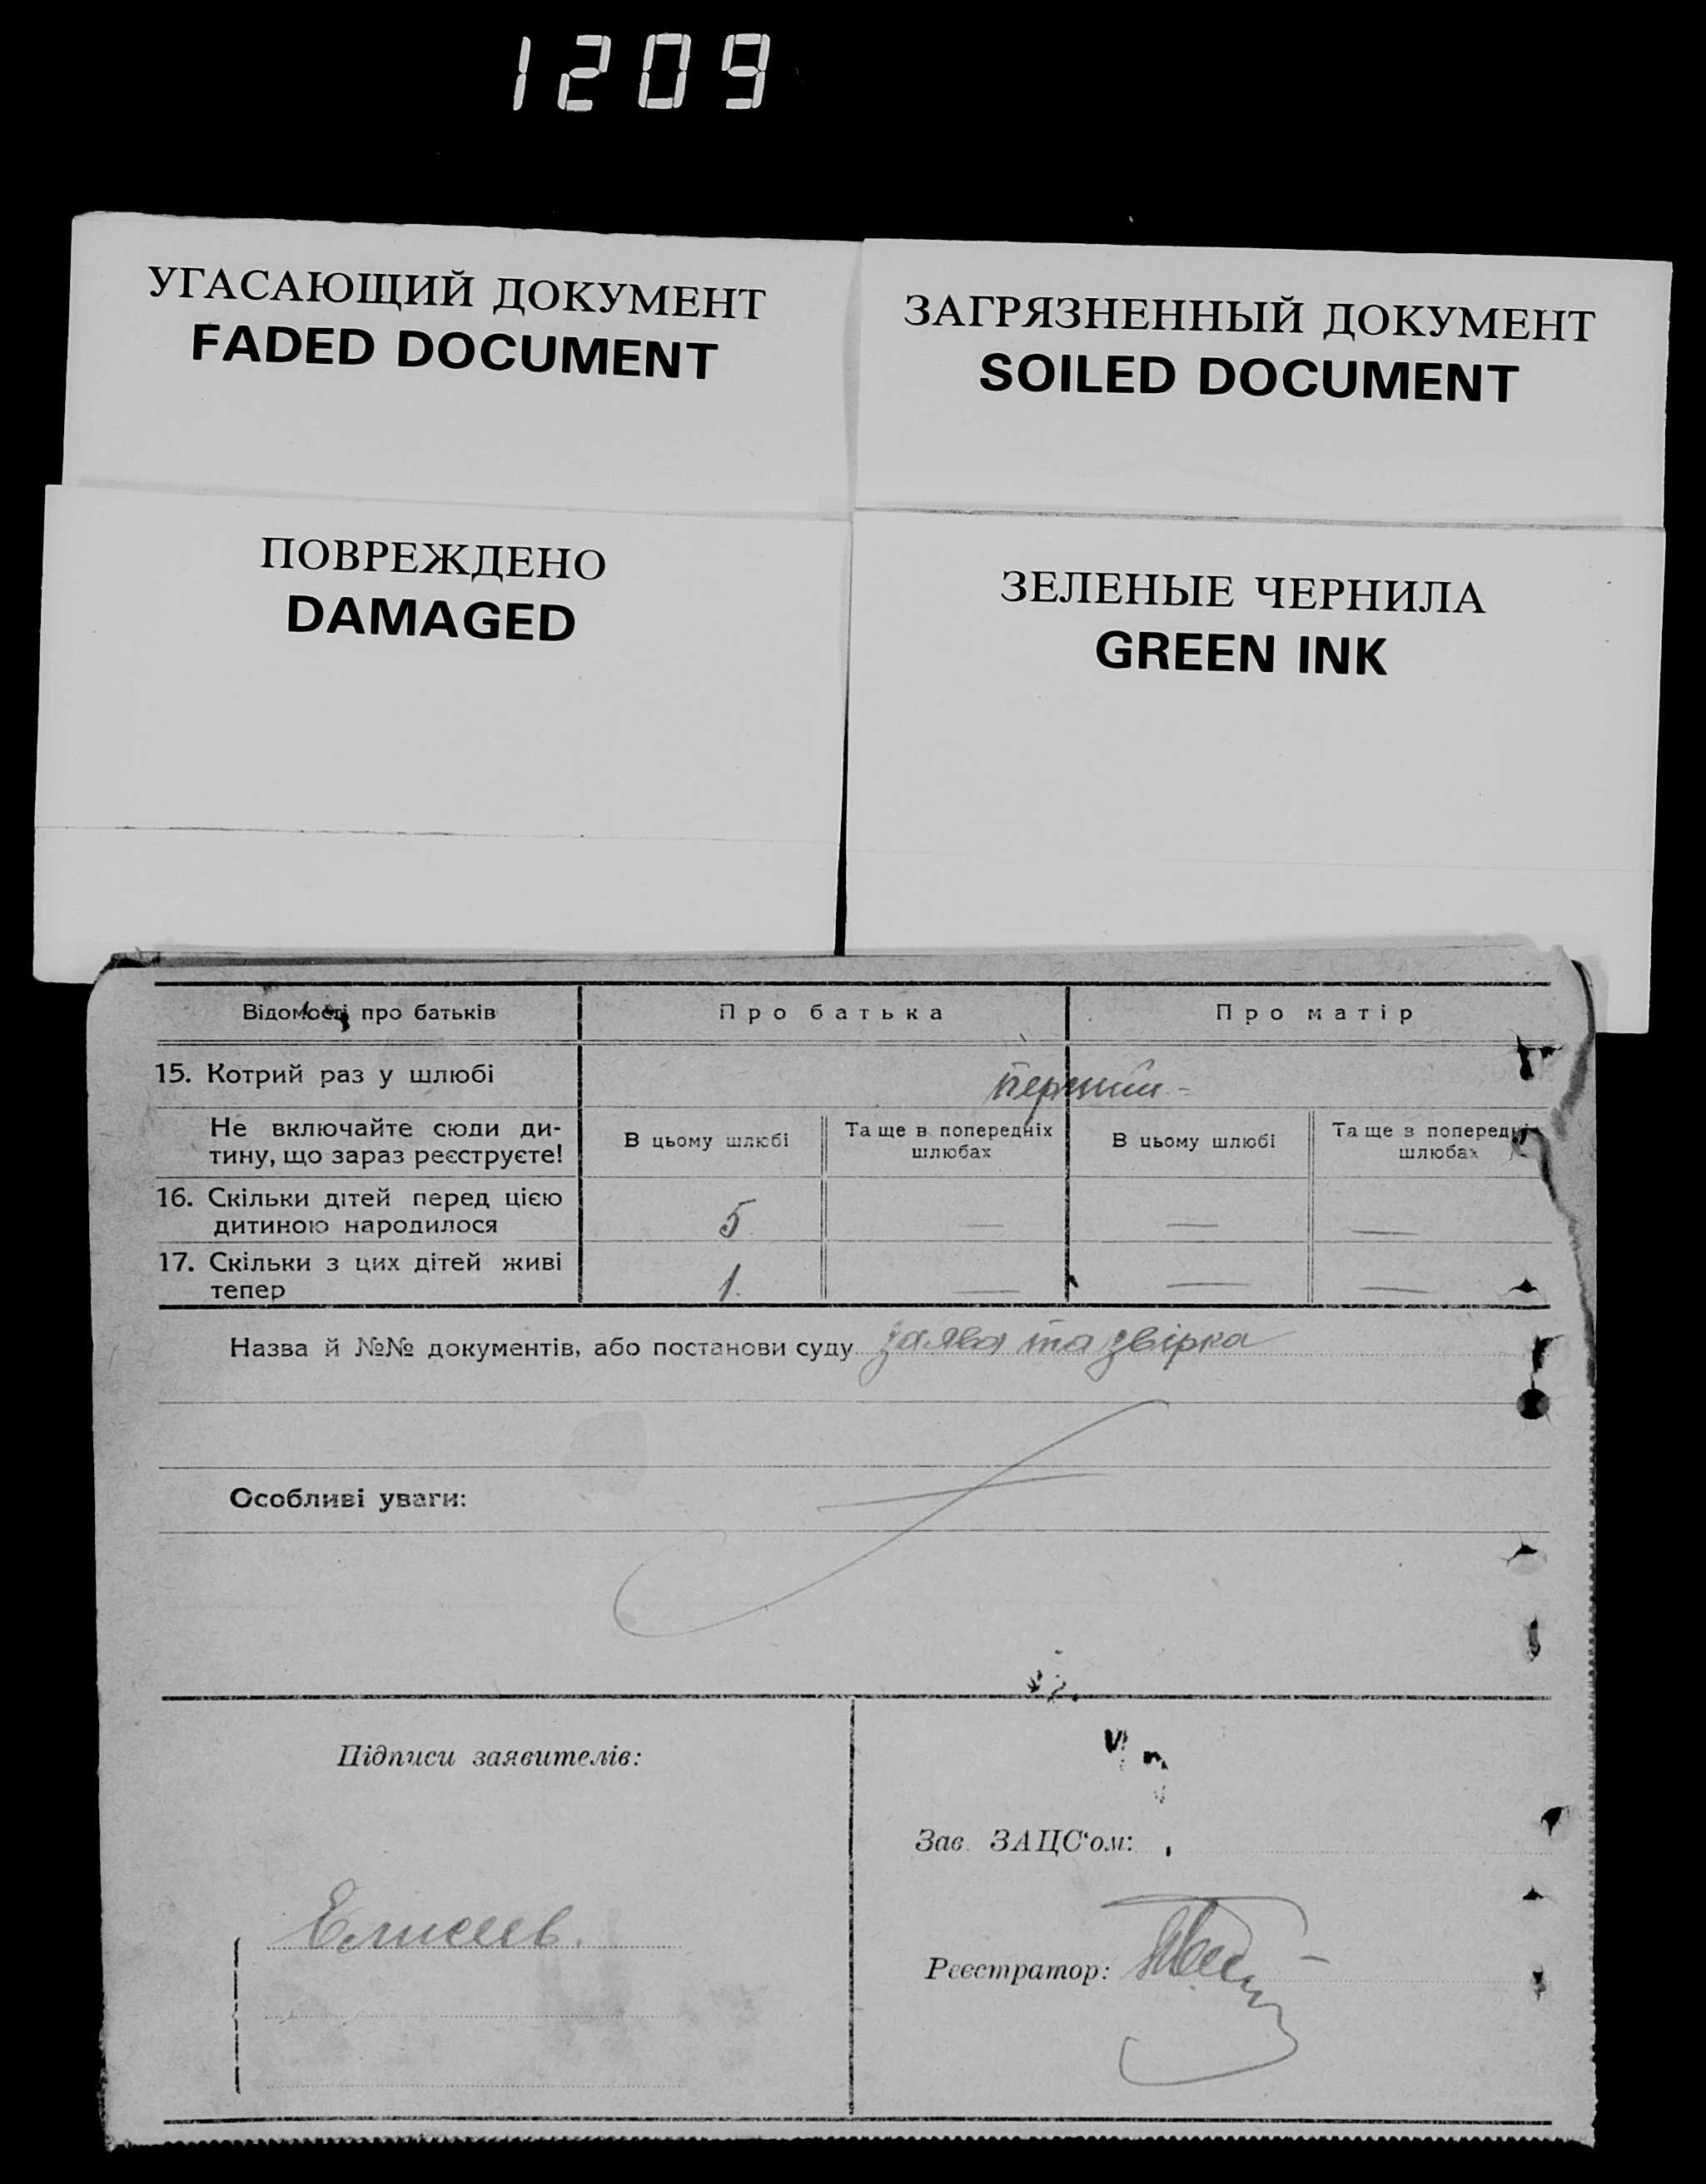 1209
УГАСАЮЩИЙ ДОКУМЕНТ
FADED DOCUMENT
ЗАГРЯЗНЕННЫЙ ДОКУМЕНТ
SOILED DOCUMENT
ПОВРЕЖДЕНО
DAMAGED
ЗЕЛЕНЫЕ ЧЕРНИЛА
GREEN INK
Відомості про батьків
Про батька
Про матір
15. Котрий раз у шлюбі
перший -
Не включайте сюди ди-
тину, що зараз реєструєте!
В цьому шлюбі
Та ще в попередніх
шлюбах
В цьому шлюбі
Та ще в попередніх
шлюбах
16. Скільки дітей перед цією
дитиною народилося
5 — — —
17. Скільки з цих дітей живі
тепер
1. — — —
Назва й №№ документів, або постанови суду заява та звірка
Особливі уваги:
Підписи заявителів:
Елисеев.
Зав. ЗАЦС'ом:
Реєстратор: